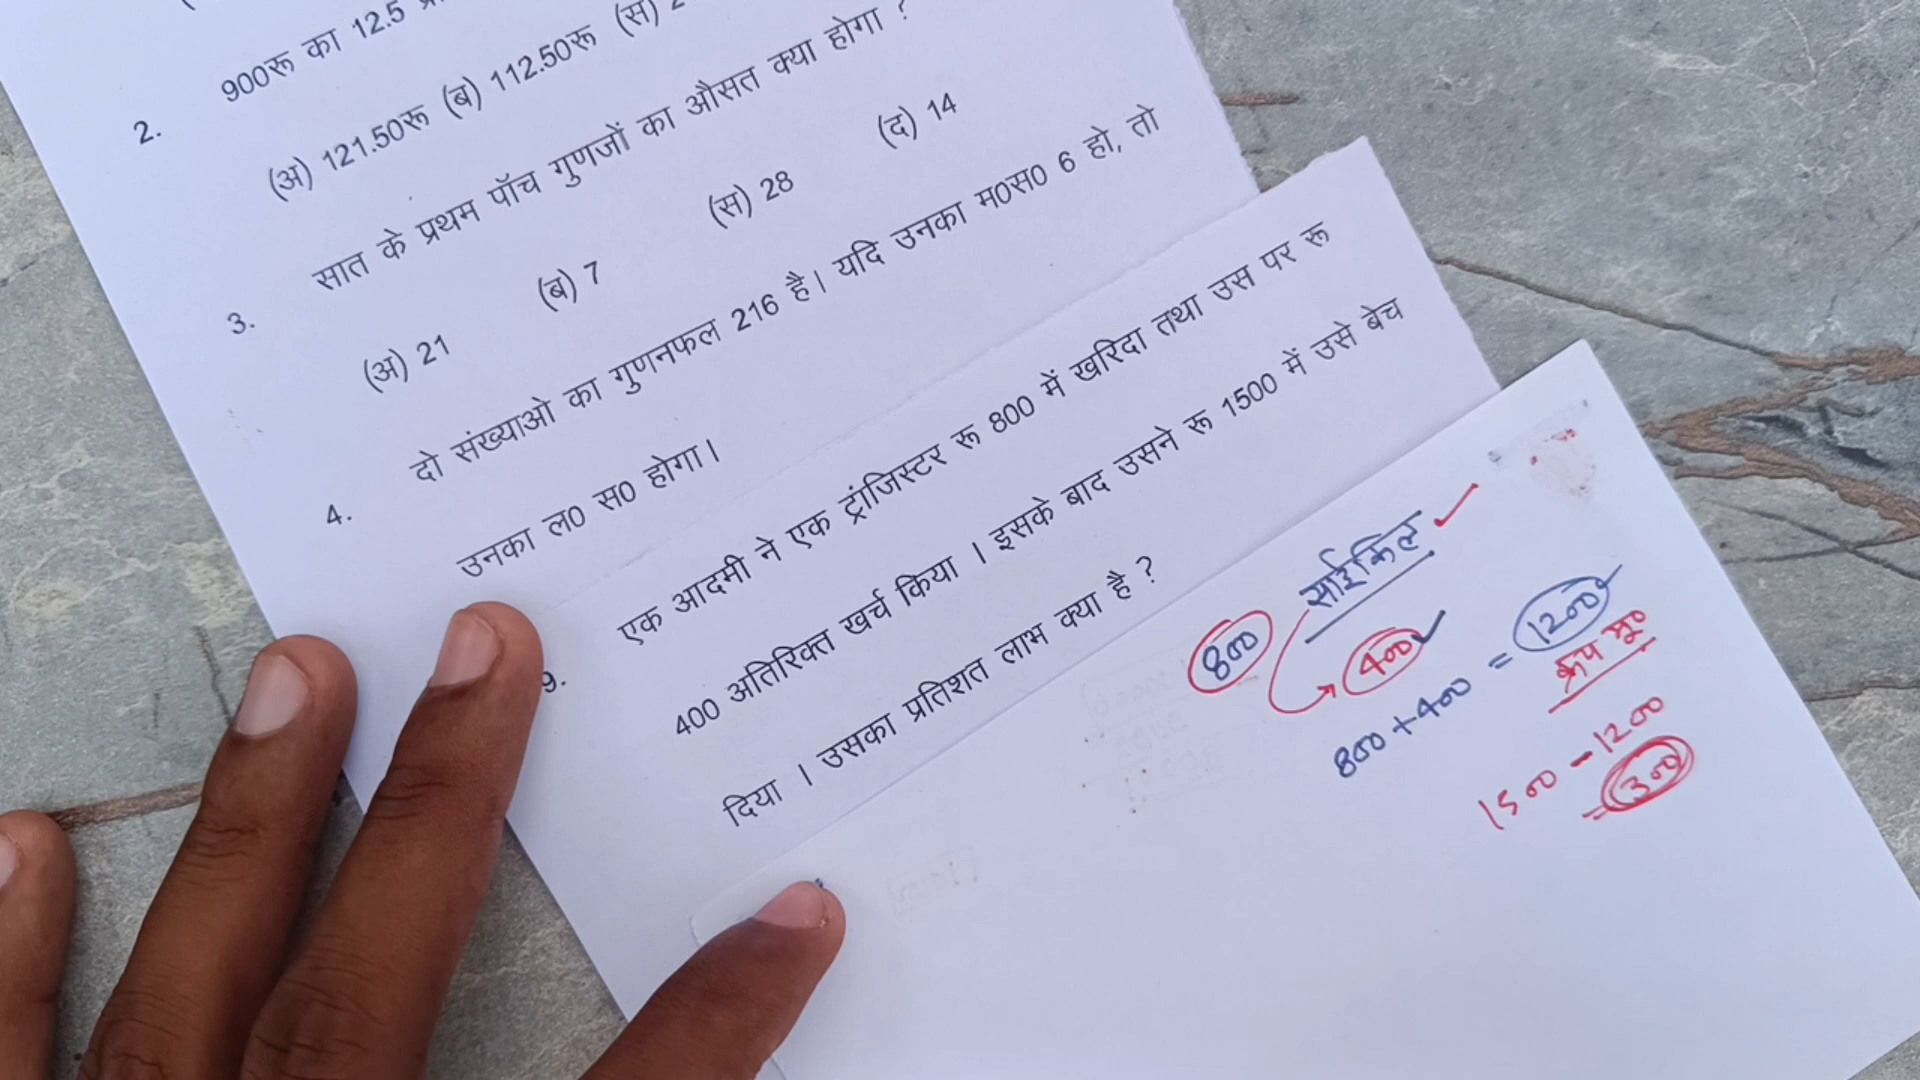 900रू का 12.5
2.
(अ) 121.50रू (ब) 112.50रू (स)
सात के प्रथम पॉच गुणजों का औसत क्या होगा ?
3.
(अ) 21 (ब) 7 (स) 28 (द) 14
दो संख्याओ का गुणनफल 216 है। यदि उनका म0स0 6 हो, तो
4.
उनका ल0 स0 होगा।
9. एक आदमी ने एक ट्रांजिस्टर रू 800 में खरिदा तथा उस पर रू
400 अतिरिक्त खर्च किया । इसके बाद उसने रू 1500 में उसे बेच
दिया । उसका प्रतिशत लाभ क्या है ?
साईकिल
800 400
800+400 = 1200
क्रय मू०
1500 - 1200
= 300